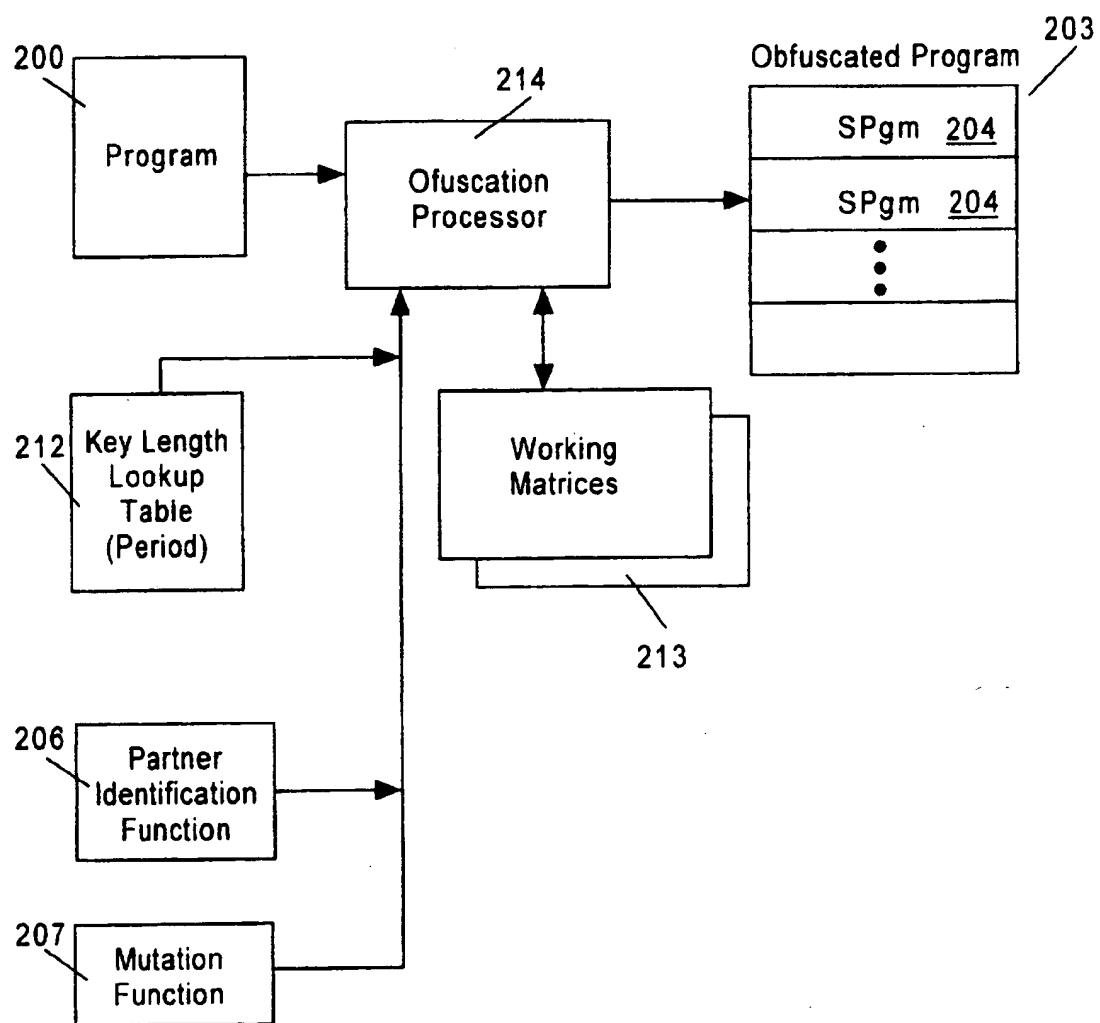 203
200
Obfuscated Program
214
SPgm 204
Program
Ofuscation
Processor
SPgm 204
212
Key Length
Lookup
Table
(Period)
Working
Matrices
213
206
Partner
Identification
Function
207
Mutation
Function